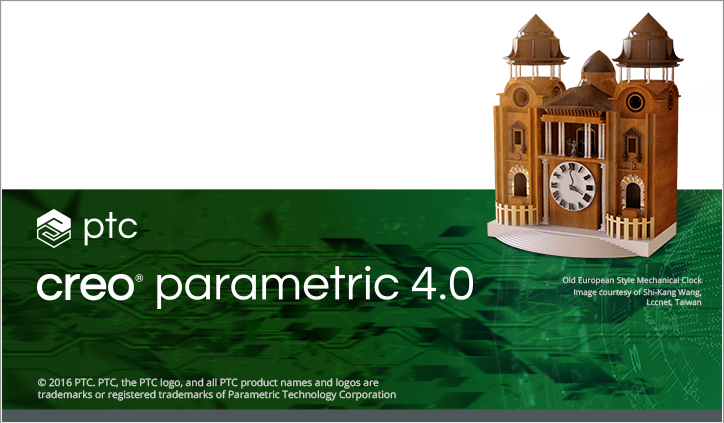 ptc
creo® parametric 4.0
Old European Style Mechanical Clock
Image courtesy of Shi-Kang Wang,
Lccnet, Taiwan
© 2016 PTC. PTC, the PTC logo, and all PTC product names and logos are
trademarks or registered trademarks of Parametric Technology Corporation